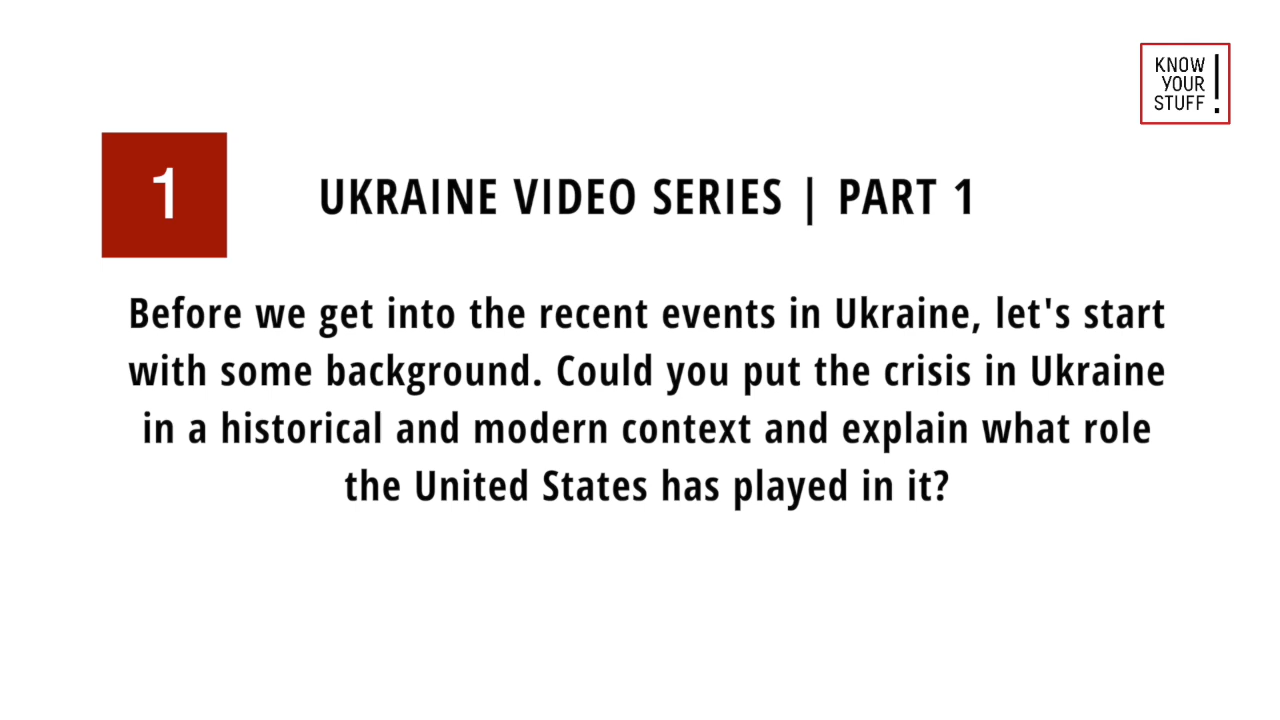 KNOW
YOUR
STUFF!
1
UKRAINE VIDEO SERIES | PART 1
Before we get into the recent events in Ukraine, let's start
with some background. Could you put the crisis in Ukraine
in a historical and modern context and explain what role
the United States has played in it?